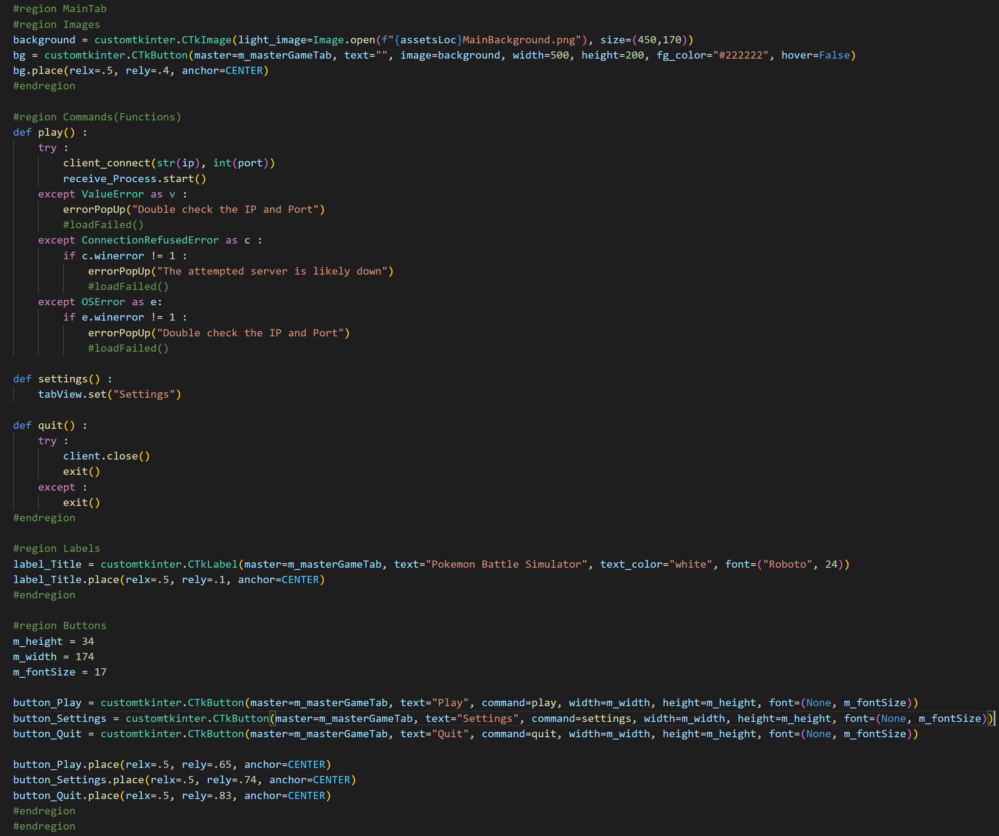 #region MainTab
#region Images
background = customtkinter.CTkImage(light_image=Image.open(f"{assetsLoc}MainBackground.png"), size=(450,170))
bg = customtkinter.CTkButton(master=m_masterGameTab, text="", image=background, width=500, height=200, fg_color="#222222", hover=False)
bg.place(relx=.5, rely=.4, anchor=CENTER)
#endregion

#region Commands(Functions)
def play() :
    try :
        client_connect(str(ip), int(port))
        receive_Process.start()
    except ValueError as v :
        errorPopUp("Double check the IP and Port")
        #loadFailed()
    except ConnectionRefusedError as c :
        if c.winerror != 1 :
            errorPopUp("The attempted server is likely down")
            #loadFailed()
    except OSError as e:
        if e.winerror != 1 :
            errorPopUp("Double check the IP and Port")
            #loadFailed()

def settings() :
    tabView.set("Settings")

def quit() :
    try :
        client.close()
        exit()
    except :
        exit()
#endregion

#region Labels
label_Title = customtkinter.CTkLabel(master=m_masterGameTab, text="Pokemon Battle Simulator", text_color="white", font=("Roboto", 24))
label_Title.place(relx=.5, rely=.1, anchor=CENTER)
#endregion

#region Buttons
m_height = 34
m_width = 174
m_fontSize = 17

button_Play = customtkinter.CTkButton(master=m_masterGameTab, text="Play", command=play, width=m_width, height=m_height, font=(None, m_fontSize))
button_Settings = customtkinter.CTkButton(master=m_masterGameTab, text="Settings", command=settings, width=m_width, height=m_height, font=(None, m_fontSize))
button_Quit = customtkinter.CTkButton(master=m_masterGameTab, text="Quit", command=quit, width=m_width, height=m_height, font=(None, m_fontSize))

button_Play.place(relx=.5, rely=.65, anchor=CENTER)
button_Settings.place(relx=.5, rely=.74, anchor=CENTER)
button_Quit.place(relx=.5, rely=.83, anchor=CENTER)
#endregion
#endregion